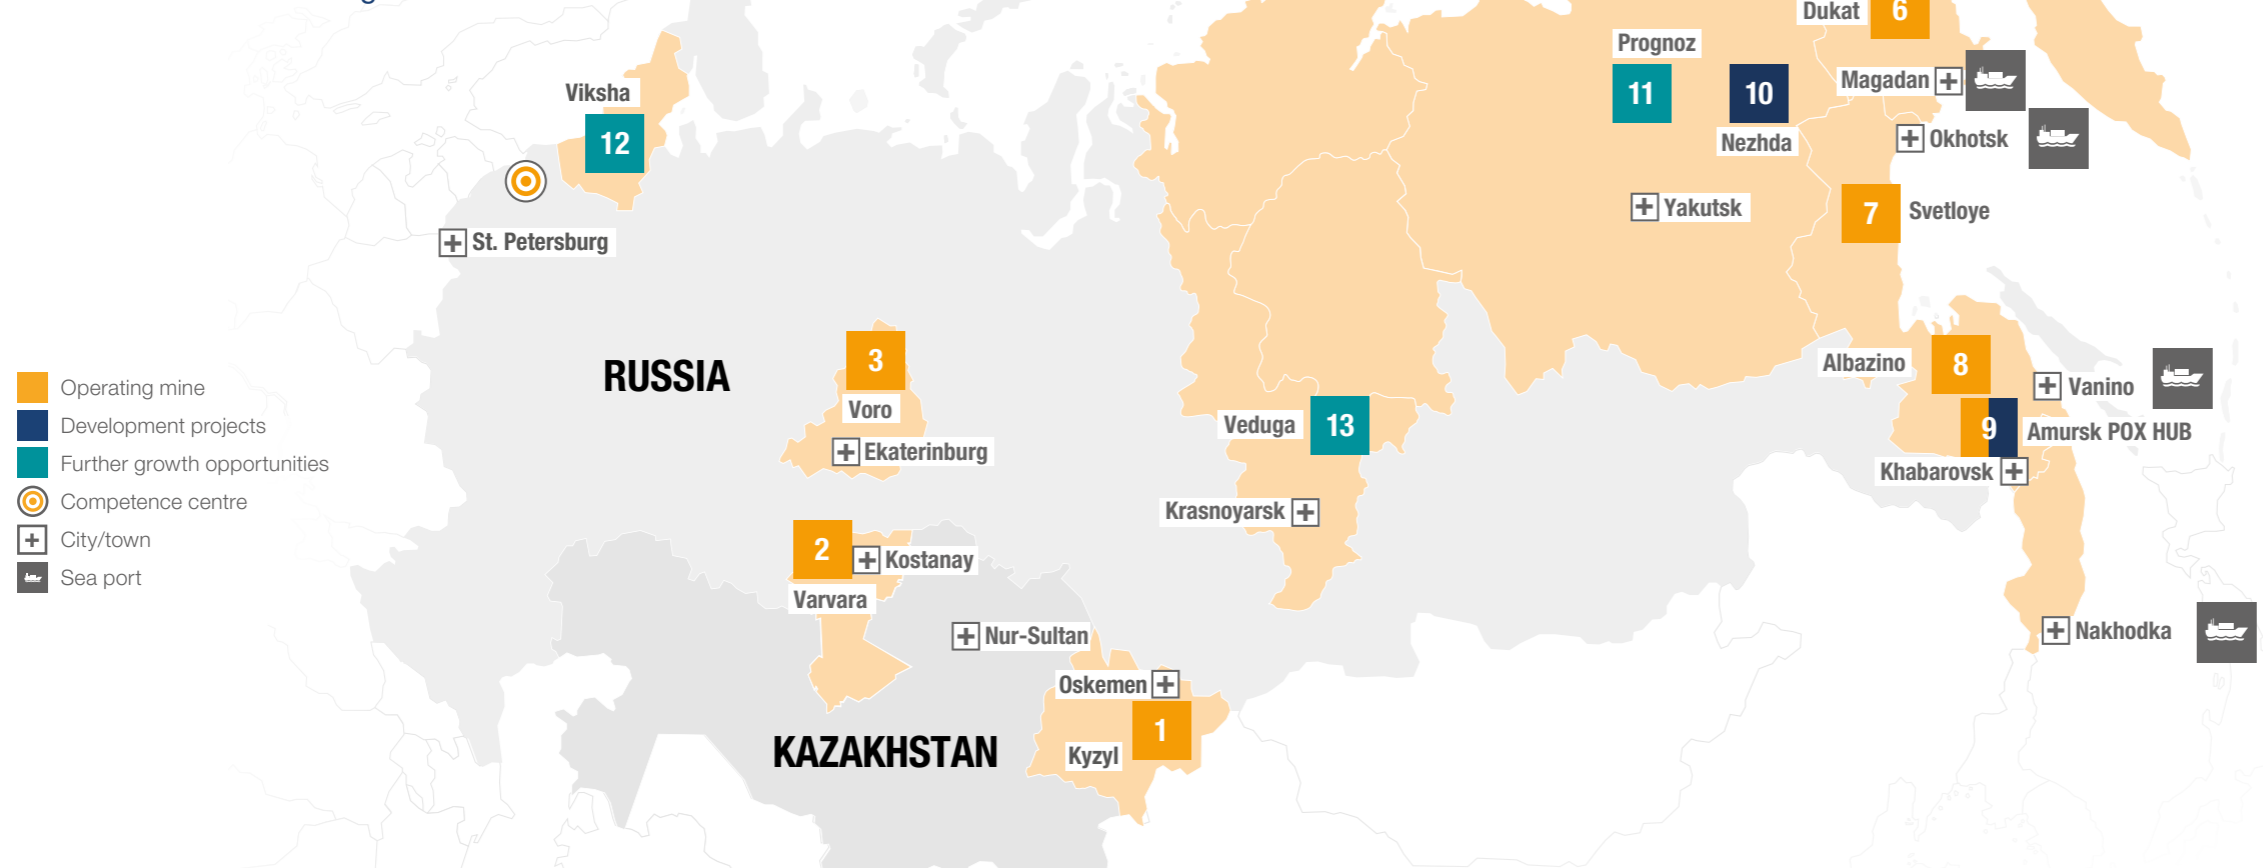 Dukat
6
Prognoz
11
10
Nezhda
Magadan
Okhotsk
Viksha
12
St. Petersburg
Yakutsk
7
Svetloye
RUSSIA
3
Voro
Ekaterinburg
Albazino
8
Vanino
9
Amursk POX HUB
Khabarovsk
Veduga
13
Krasnoyarsk
Operating mine
Development projects
Further growth opportunities
Competence centre
City/town
Sea port
2
Kostanay
Varvara
Nur-Sultan
Nakhodka
Oskemen
1
Kyzyl
KAZAKHSTAN